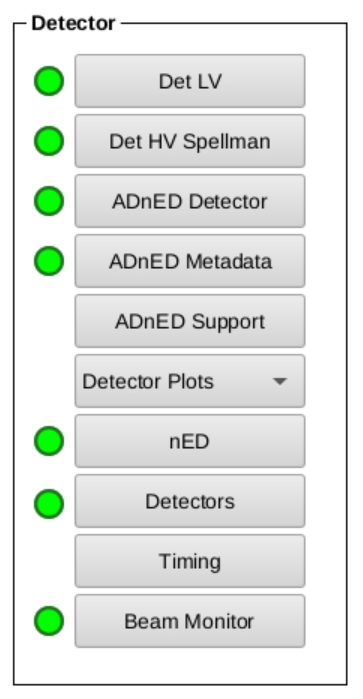 Detector
Det LV
Det HV Spellman
ADnED Detector
ADnED Metadata
ADnED Support
Detector Plots
nED
Detectors
Timing
Beam Monitor